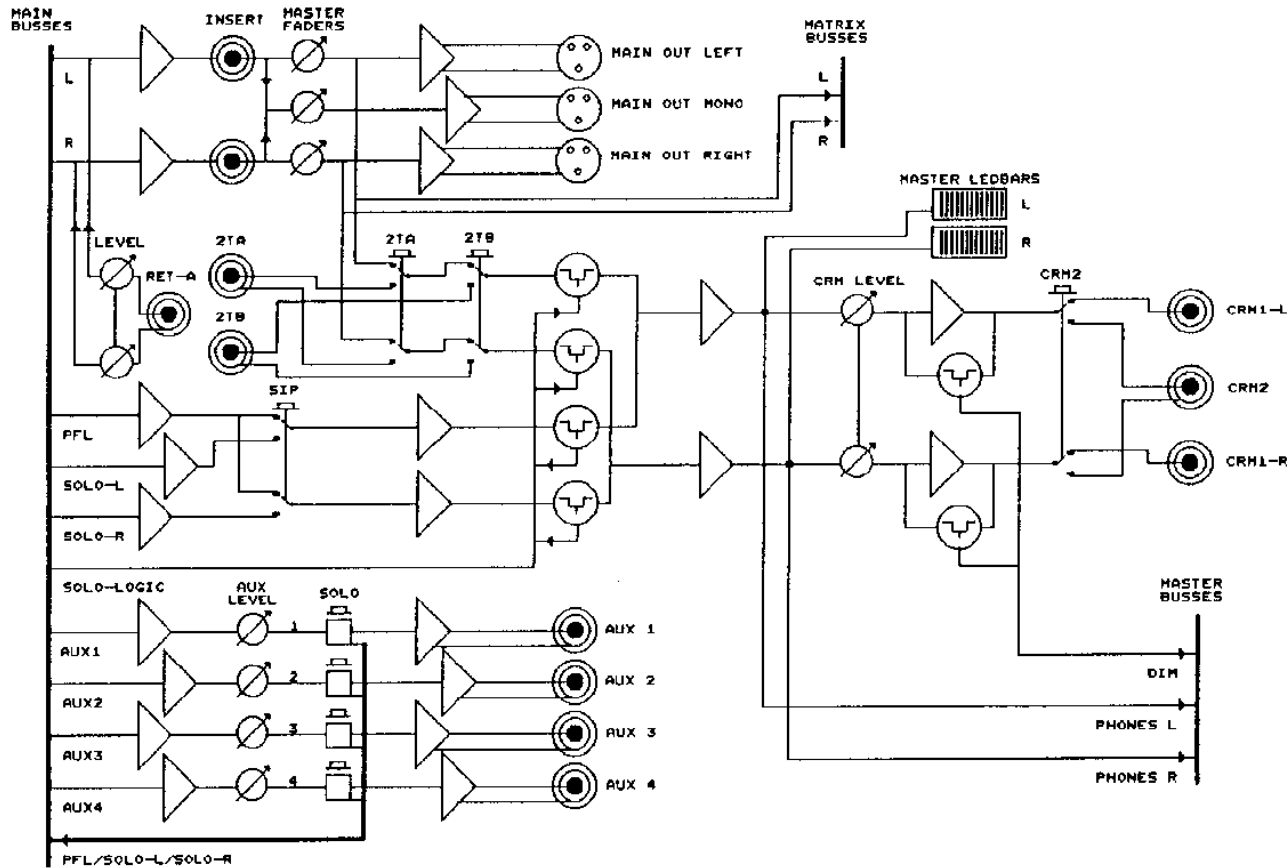 MAIN
BUSSES
INSERT
MASTER
FADERS
MAIN OUT LEFT
MATRIX
BUSSES
L
L
MAIN OUT MONO
R
R
MAIN OUT RIGHT
MASTER LEDBARS
L
R
LEVEL
2TA
2TA
2TB
RET-A
CRM LEVEL
CRM2
2TB
CRM1-L
SIP
CRM2
PFL
CRM1-R
SOLO-L
SOLO-R
SOLO-LOGIC
AUX
LEVEL
SOLO
MASTER
BUSSES
1
AUX 1
AUX1
2
AUX 2
DIM
AUX2
3
AUX 3
PHONES L
AUX3
4
AUX 4
PHONES R
AUX4
PFL/SOLO-L/SOLO-R